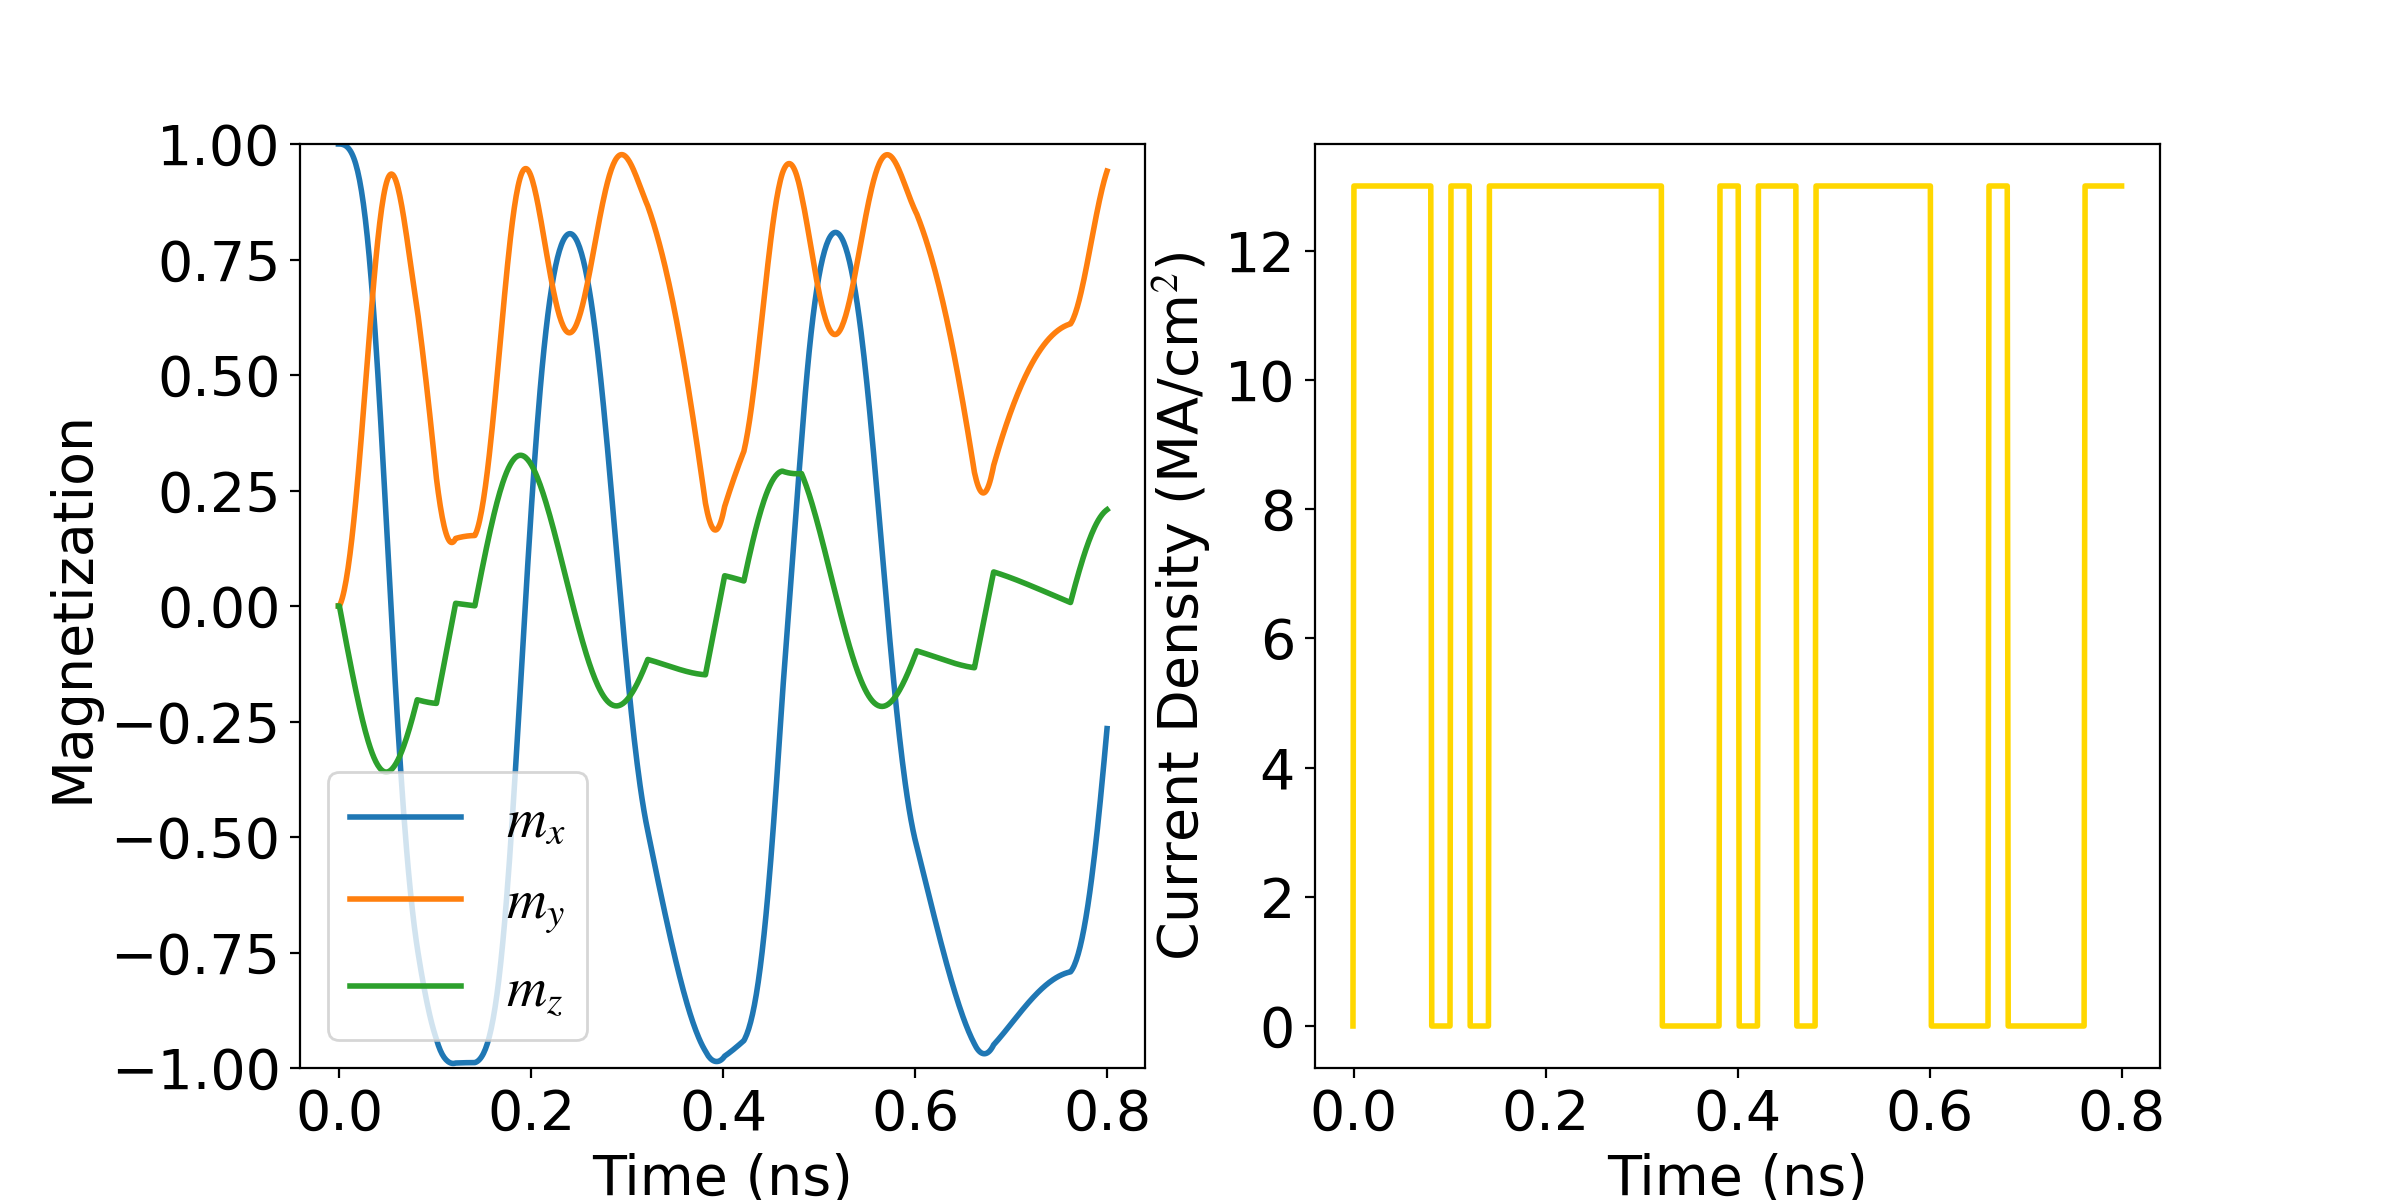 Magnetization
1.00
0.75
0.50
0.25
0.00
−0.25
−0.50
−0.75
−1.00
m_x
m_y
m_z
0.0 0.2 0.4 0.6 0.8
Time (ns)
Current Density (MA/cm²)
12
10
8
6
4
2
0
0.0 0.2 0.4 0.6 0.8
Time (ns)